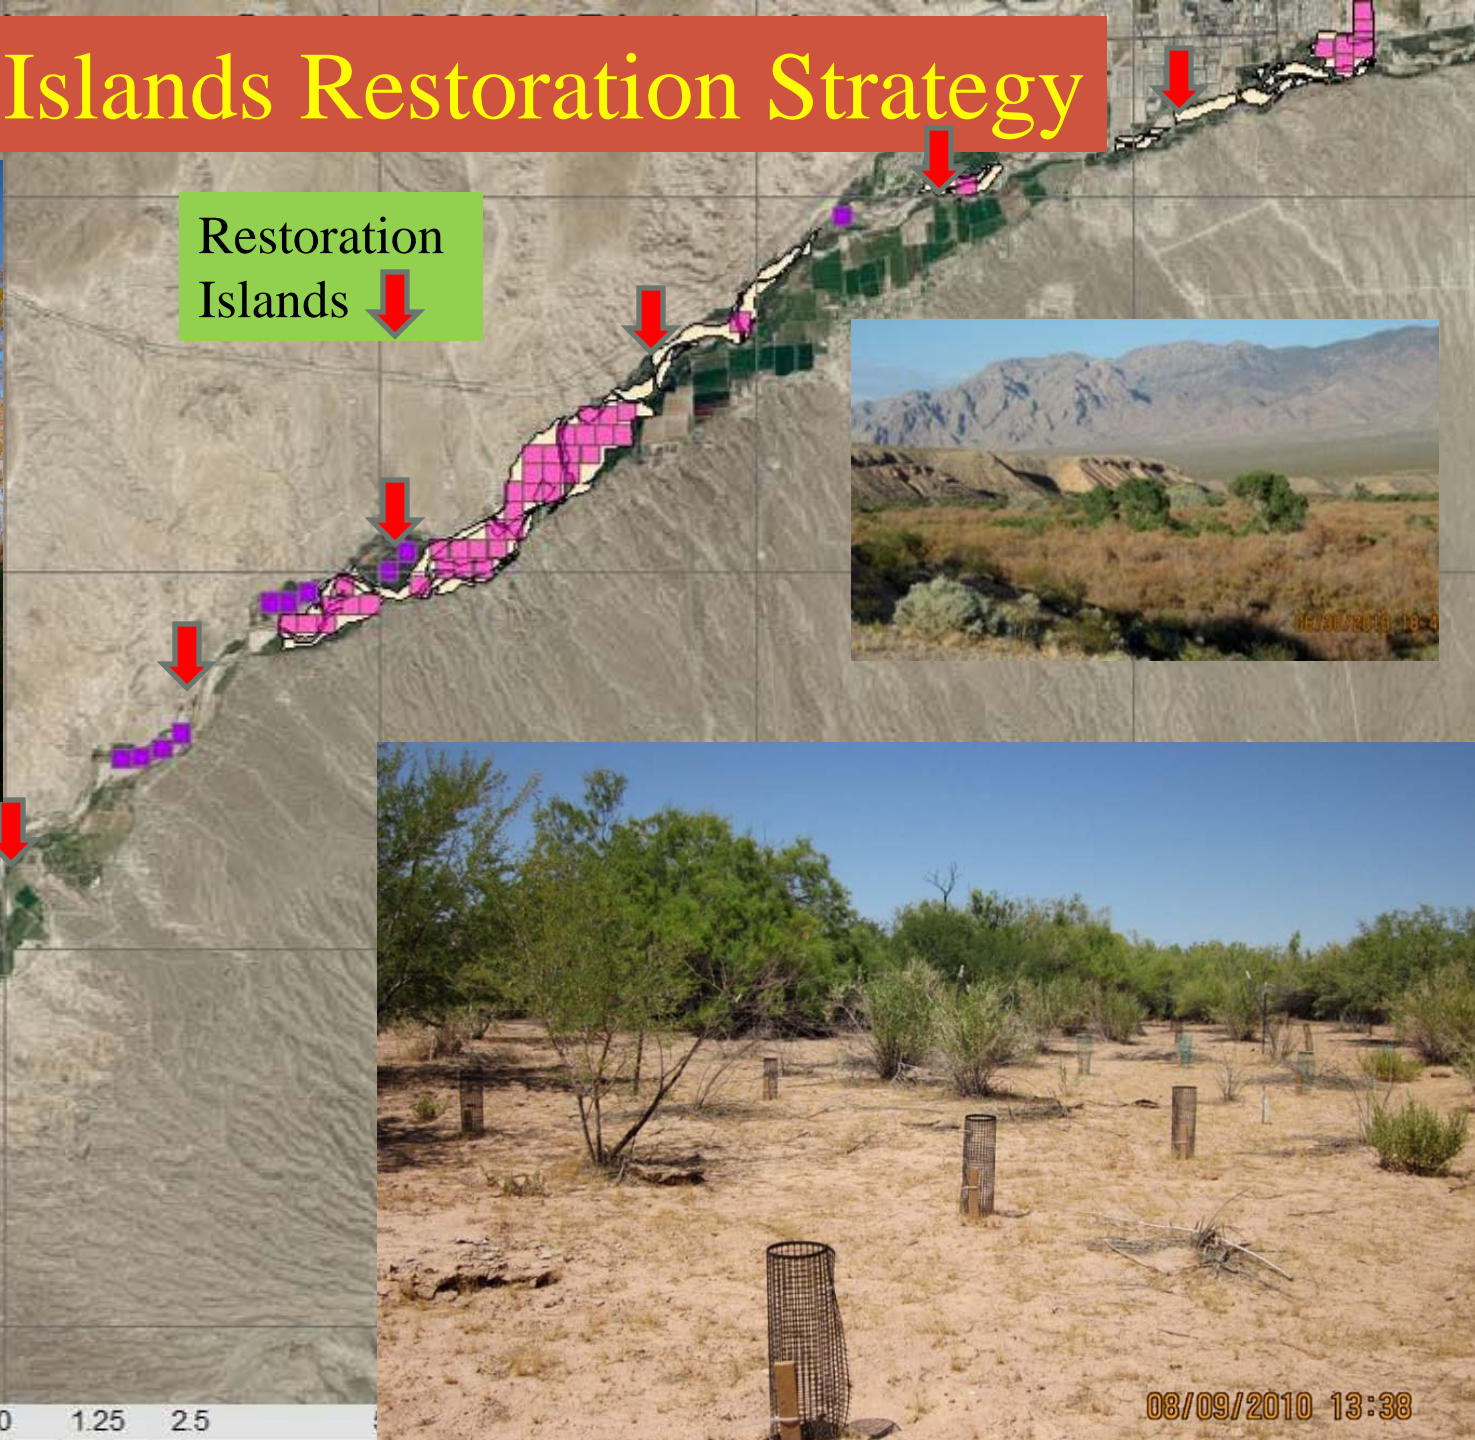 Islands Restoration Strategy
Restoration
Islands
0 1.25 2.5
08/09/2010 13:38